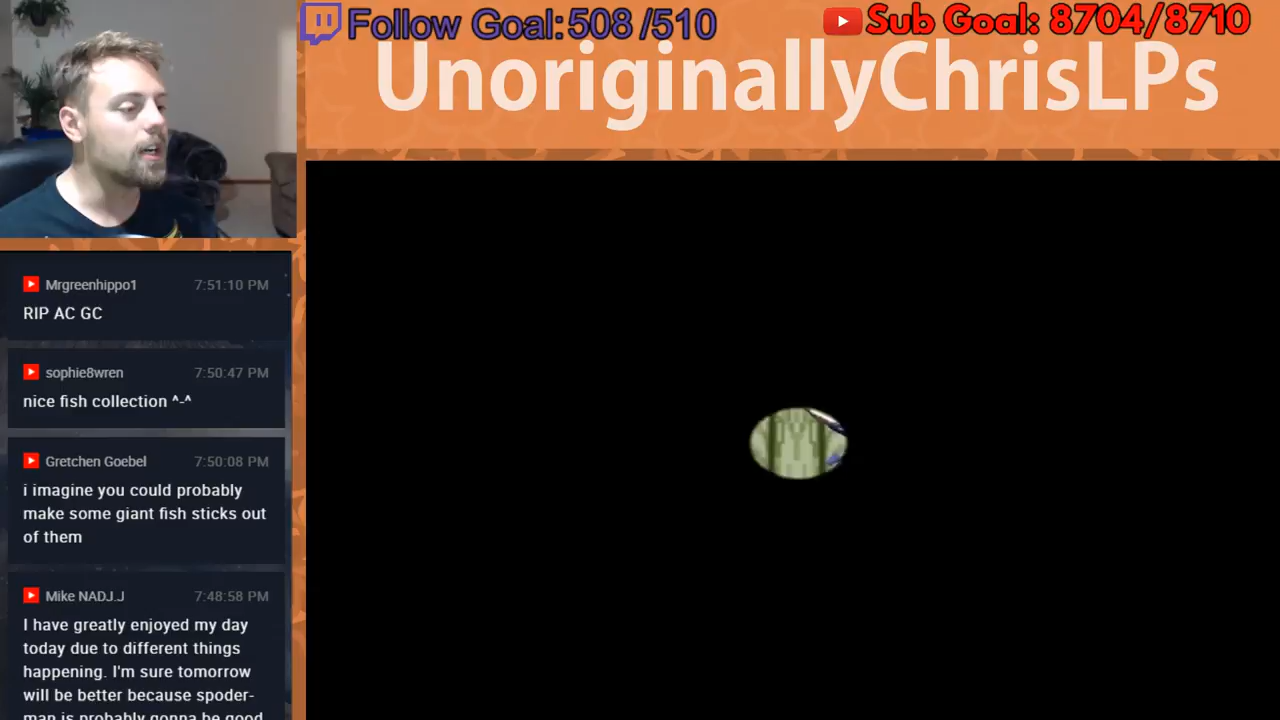 Follow Goal: 508 /510
Sub Goal: 8704/8710
UnoriginallyChrisLPs
Mrgreenhippo1 7:51:10 PM
RIP AC GC
sophie8wren 7:50:47 PM
nice fish collection ^-^
Gretchen Goebel 7:50:08 PM
i imagine you could probably
make some giant fish sticks out
of them
Mike NADJ.J 7:48:58 PM
I have greatly enjoyed my day
today due to different things
happening. I'm sure tomorrow
will be better because spoder-
man is probably gonna be good